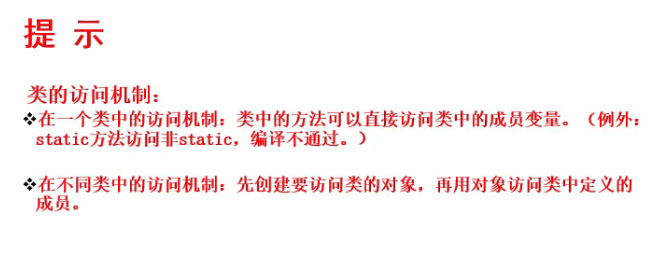 提 示
类的访问机制：
❖在一个类中的访问机制：类中的方法可以直接访问类中的成员变量。（例外：
static方法访问非static，编译不通过。）
❖在不同类中的访问机制：先创建要访问类的对象，再用对象访问类中定义的
成员。